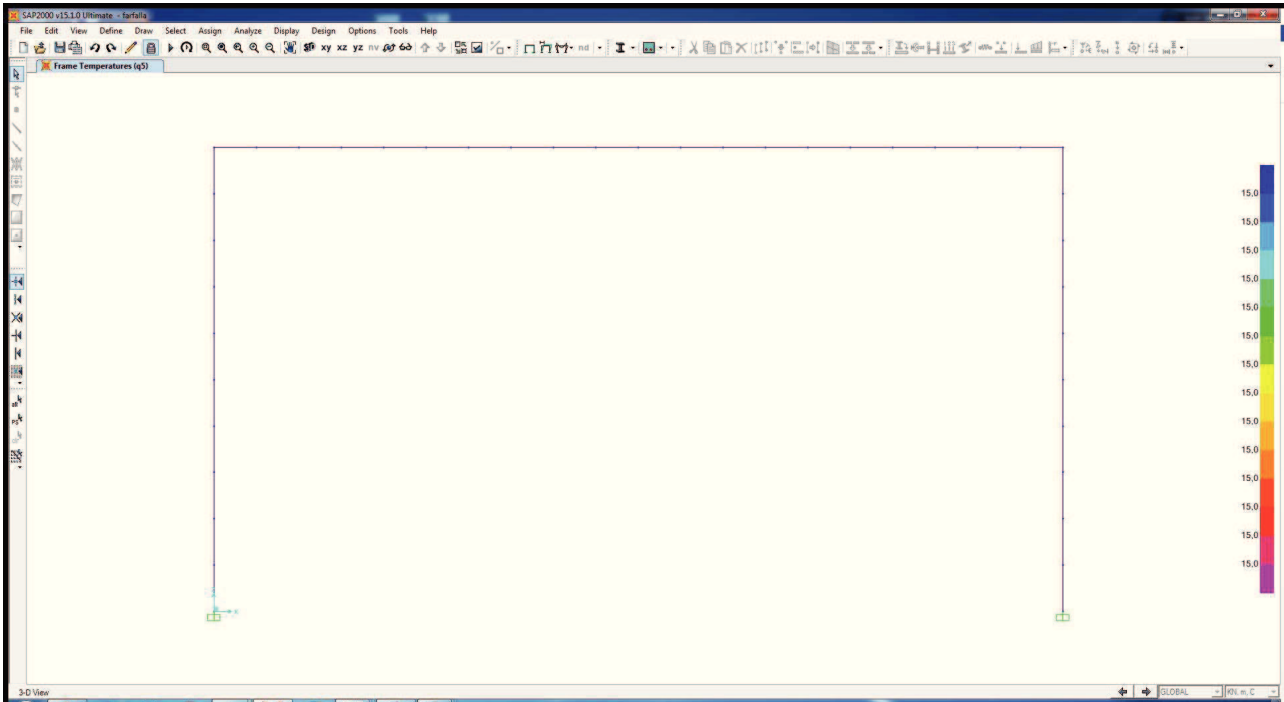 SAP2000 v15.1.0 Ultimate - farfalla
File Edit View Define Draw Select Assign Analyze Display Design Options Tools Help
xy xz yz nv nd
Frame Temperatures (q5)
15,0
15,0
15,0
15,0
15,0
15,0
15,0
15,0
15,0
15,0
15,0
15,0
15,0
15,0
all
PS
3-D View
GLOBAL
KN, m, C